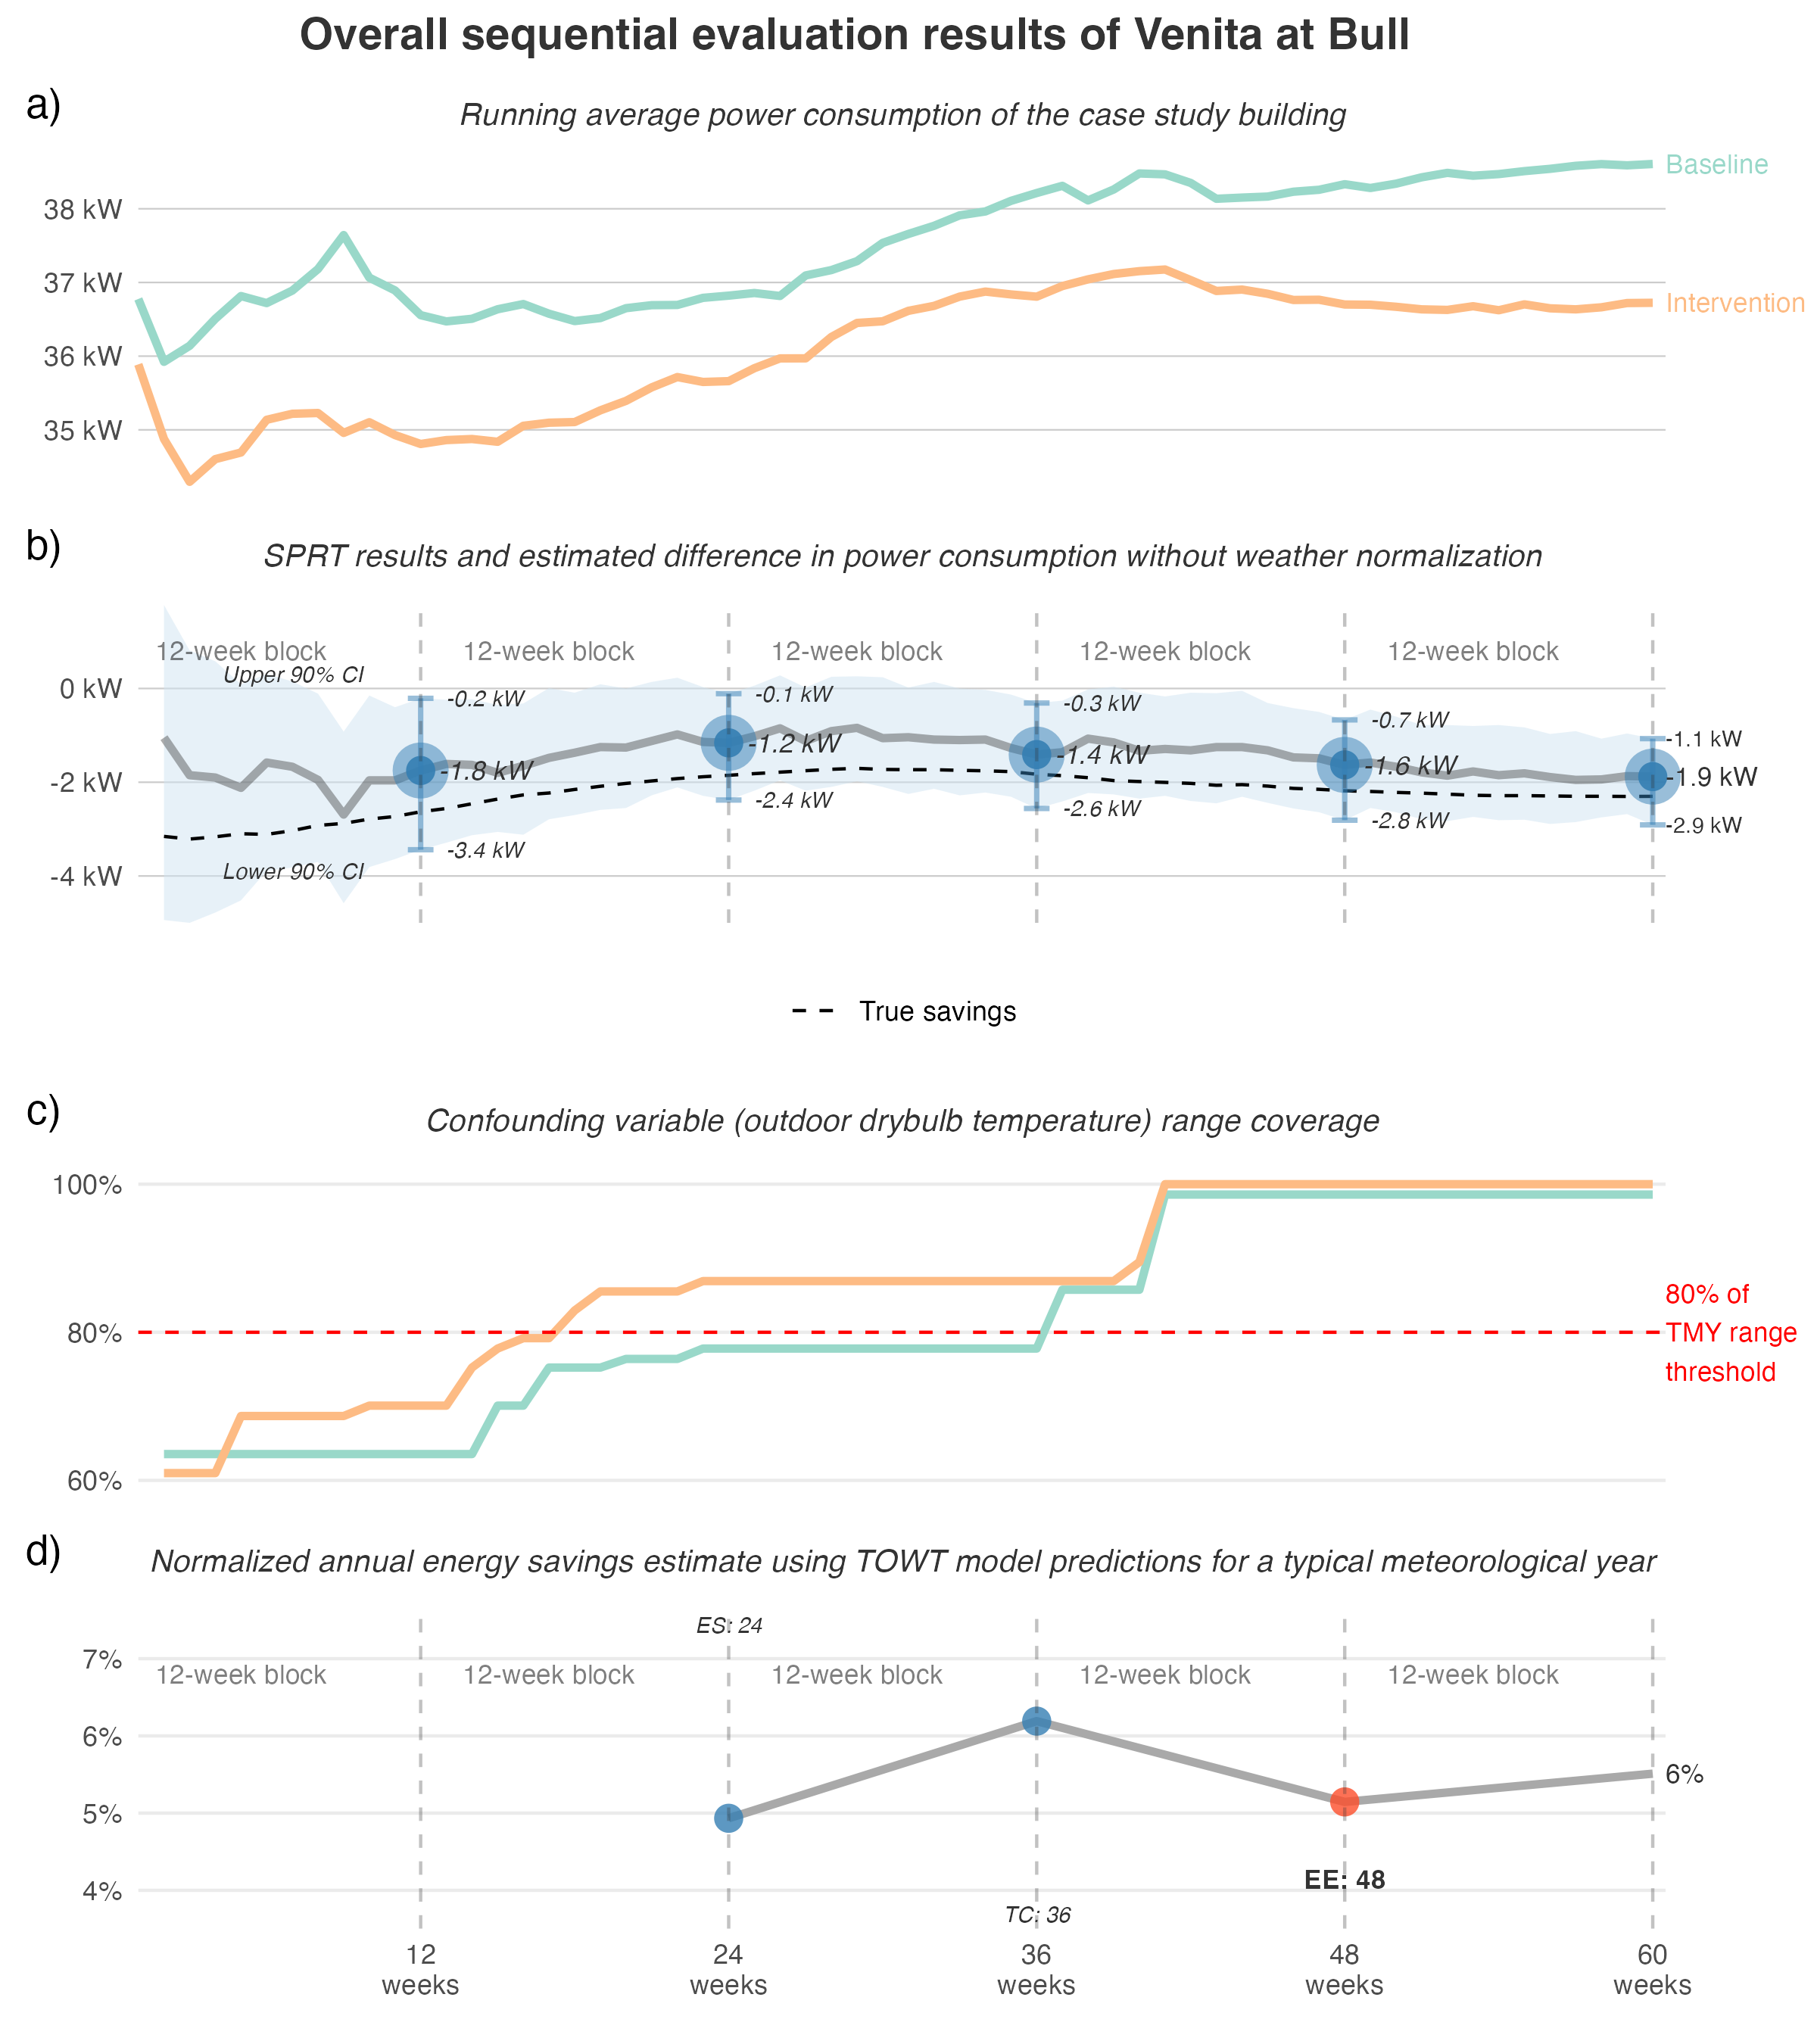 Overall sequential evaluation results of Venita at Bull
a)
Running average power consumption of the case study building
Baseline
38 kW
37 kW
Intervention
36 kW
35 kW
b)
SPRT results and estimated difference in power consumption without weather normalization
12-week block
12-week block
12-week block
12-week block
12-week block
Upper 90% CI
0 kW
-2 kW
-4 kW
-0.2 kW
-0.1 kW
-0.3 kW
-0.7 kW
-1.1 kW
-1.8 kW
-1.2 kW
-1.4 kW
-1.6 kW
-1.9 kW
-3.4 kW
-2.4 kW
-2.6 kW
-2.8 kW
-2.9 kW
Lower 90% CI
True savings
c)
Confounding variable (outdoor drybulb temperature) range coverage
100%
80%
60%
80% of
TMY range
threshold
d)
Normalized annual energy savings estimate using TOWT model predictions for a typical meteorological year
ES: 24
7%
12-week block
12-week block
12-week block
12-week block
12-week block
6%
6%
5%
4%
EE: 48
TC: 36
12
weeks
24
weeks
36
weeks
48
weeks
60
weeks